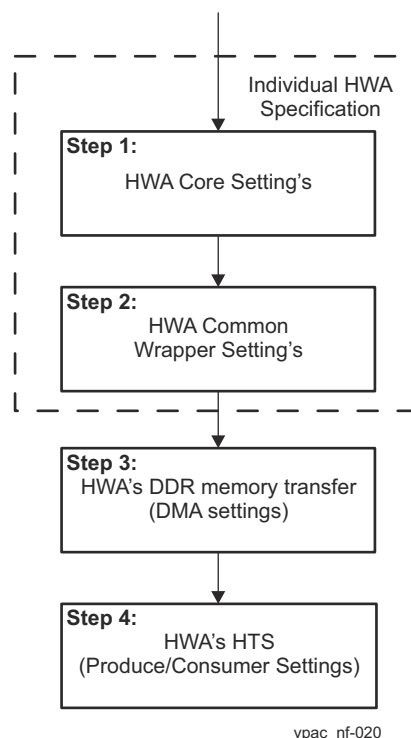 Individual HWA
Specification
Step 1:
HWA Core Setting's
Step 2:
HWA Common
Wrapper Setting's
Step 3:
HWA's DDR memory transfer
(DMA settings)
Step 4:
HWA's HTS
(Produce/Consumer Settings)
vpac_nf-020